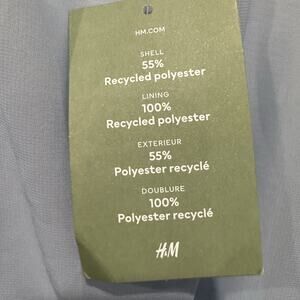 HM.COM
SHELL
55%
Recycled polyester
LINING
100%
Recycled polyester
EXTERIEUR
55%
Polyester recyclé
DOUBLURE
100%
Polyester recyclé
H&M